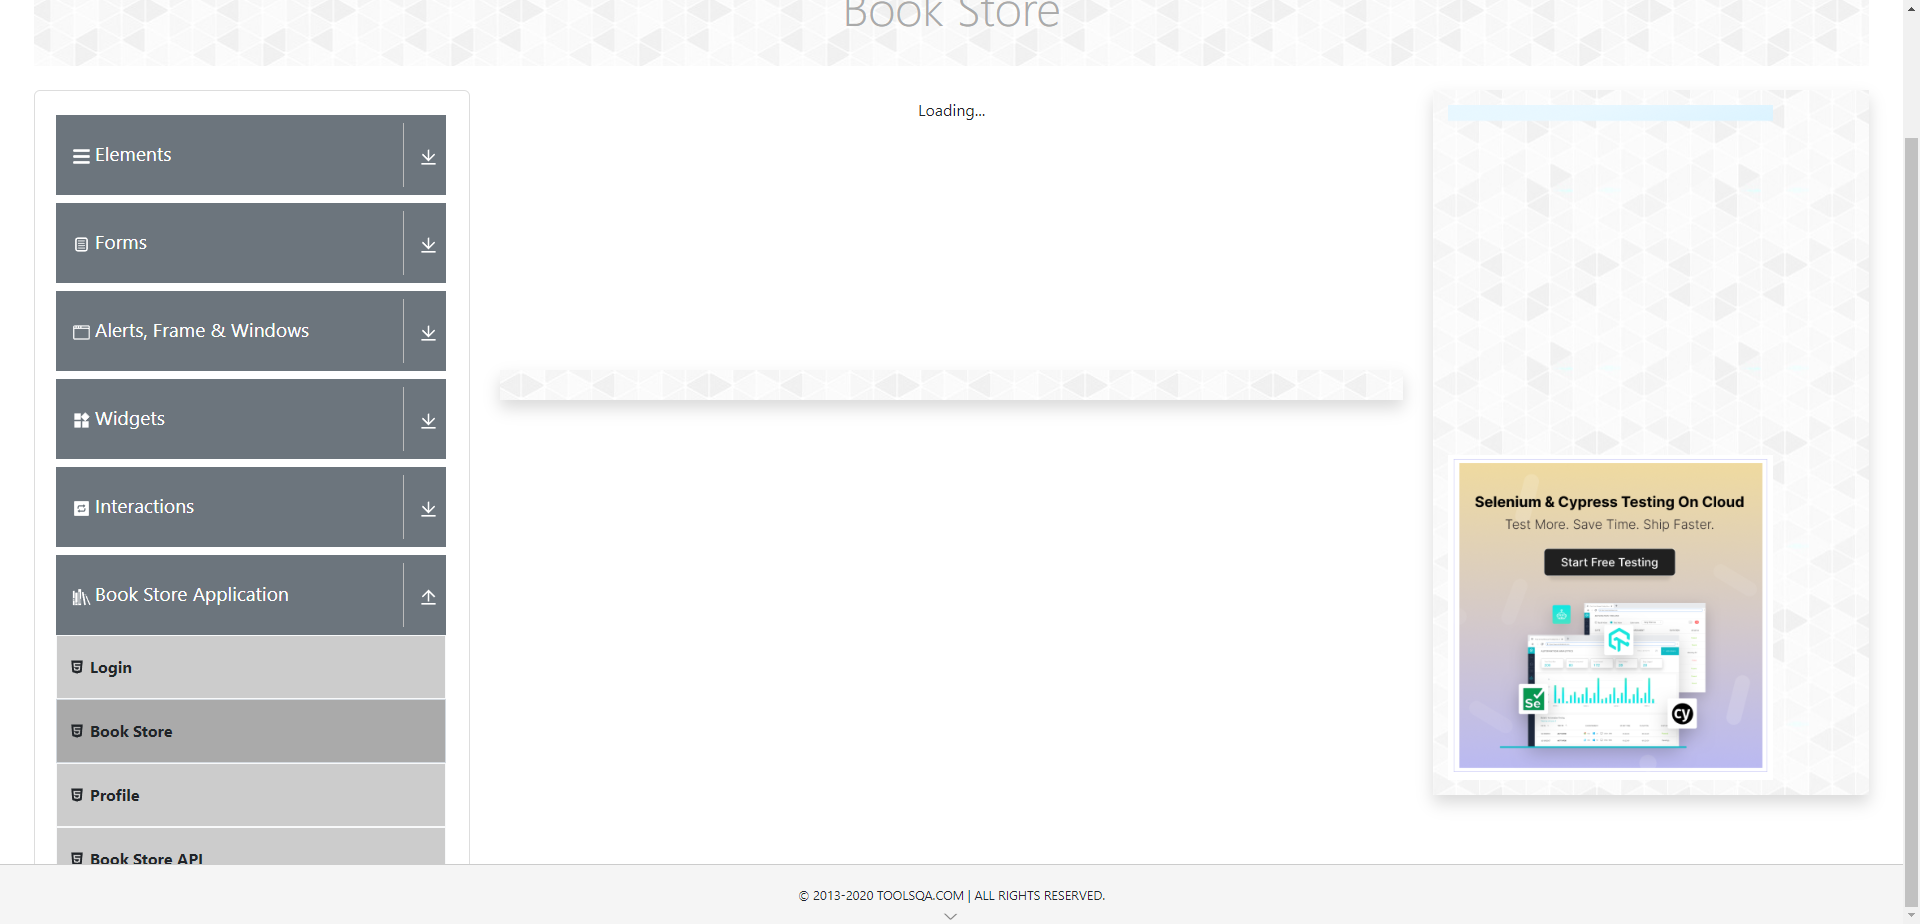 Book Store
Elements
Forms
Alerts, Frame & Windows
Widgets
Interactions
Book Store Application
Login
Book Store
Profile
Book Store API
Loading...
Selenium & Cypress Testing On Cloud
Test More. Save Time. Ship Faster.
Start Free Testing
Se
cy
© 2013-2020 TOOLSQA.COM | ALL RIGHTS RESERVED.